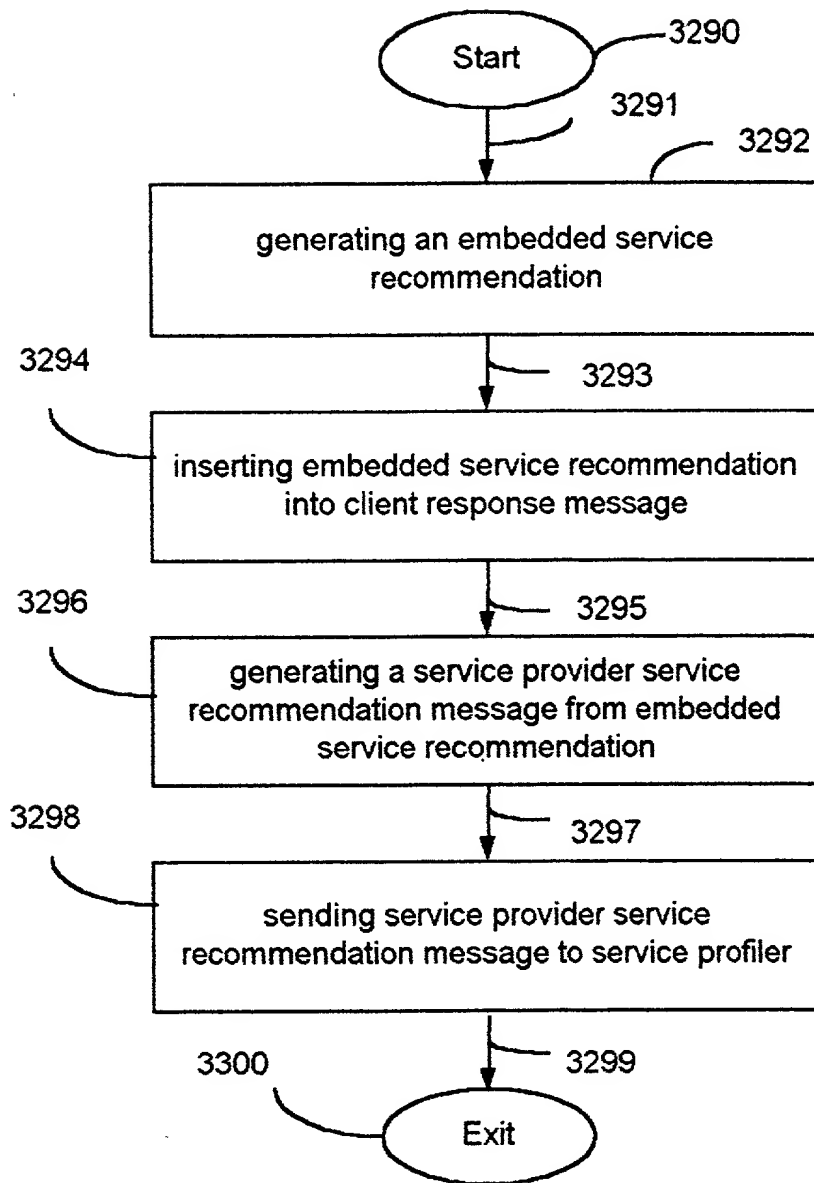 Start
3290
3291
3292
generating an embedded service
recommendation
3293
3294
inserting embedded service recommendation
into client response message
3295
3296
generating a service provider service
recommendation message from embedded
service recommendation
3297
3298
sending service provider service
recommendation message to service profiler
3299
3300
Exit